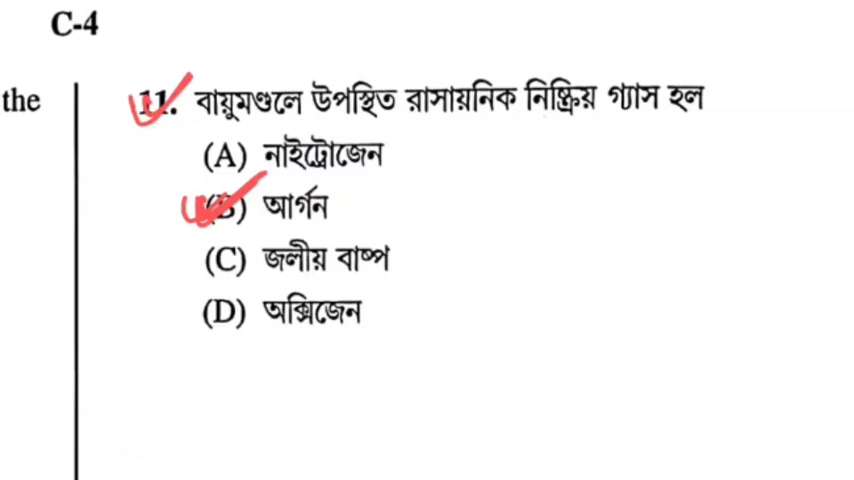 C-4
the
11. বায়ুমণ্ডলে উপস্থিত রাসায়নিক নিষ্ক্রিয় গ্যাস হল
(A) নাইট্রোজেন
(B) আর্গন
(C) জলীয় বাষ্প
(D) অক্সিজেন